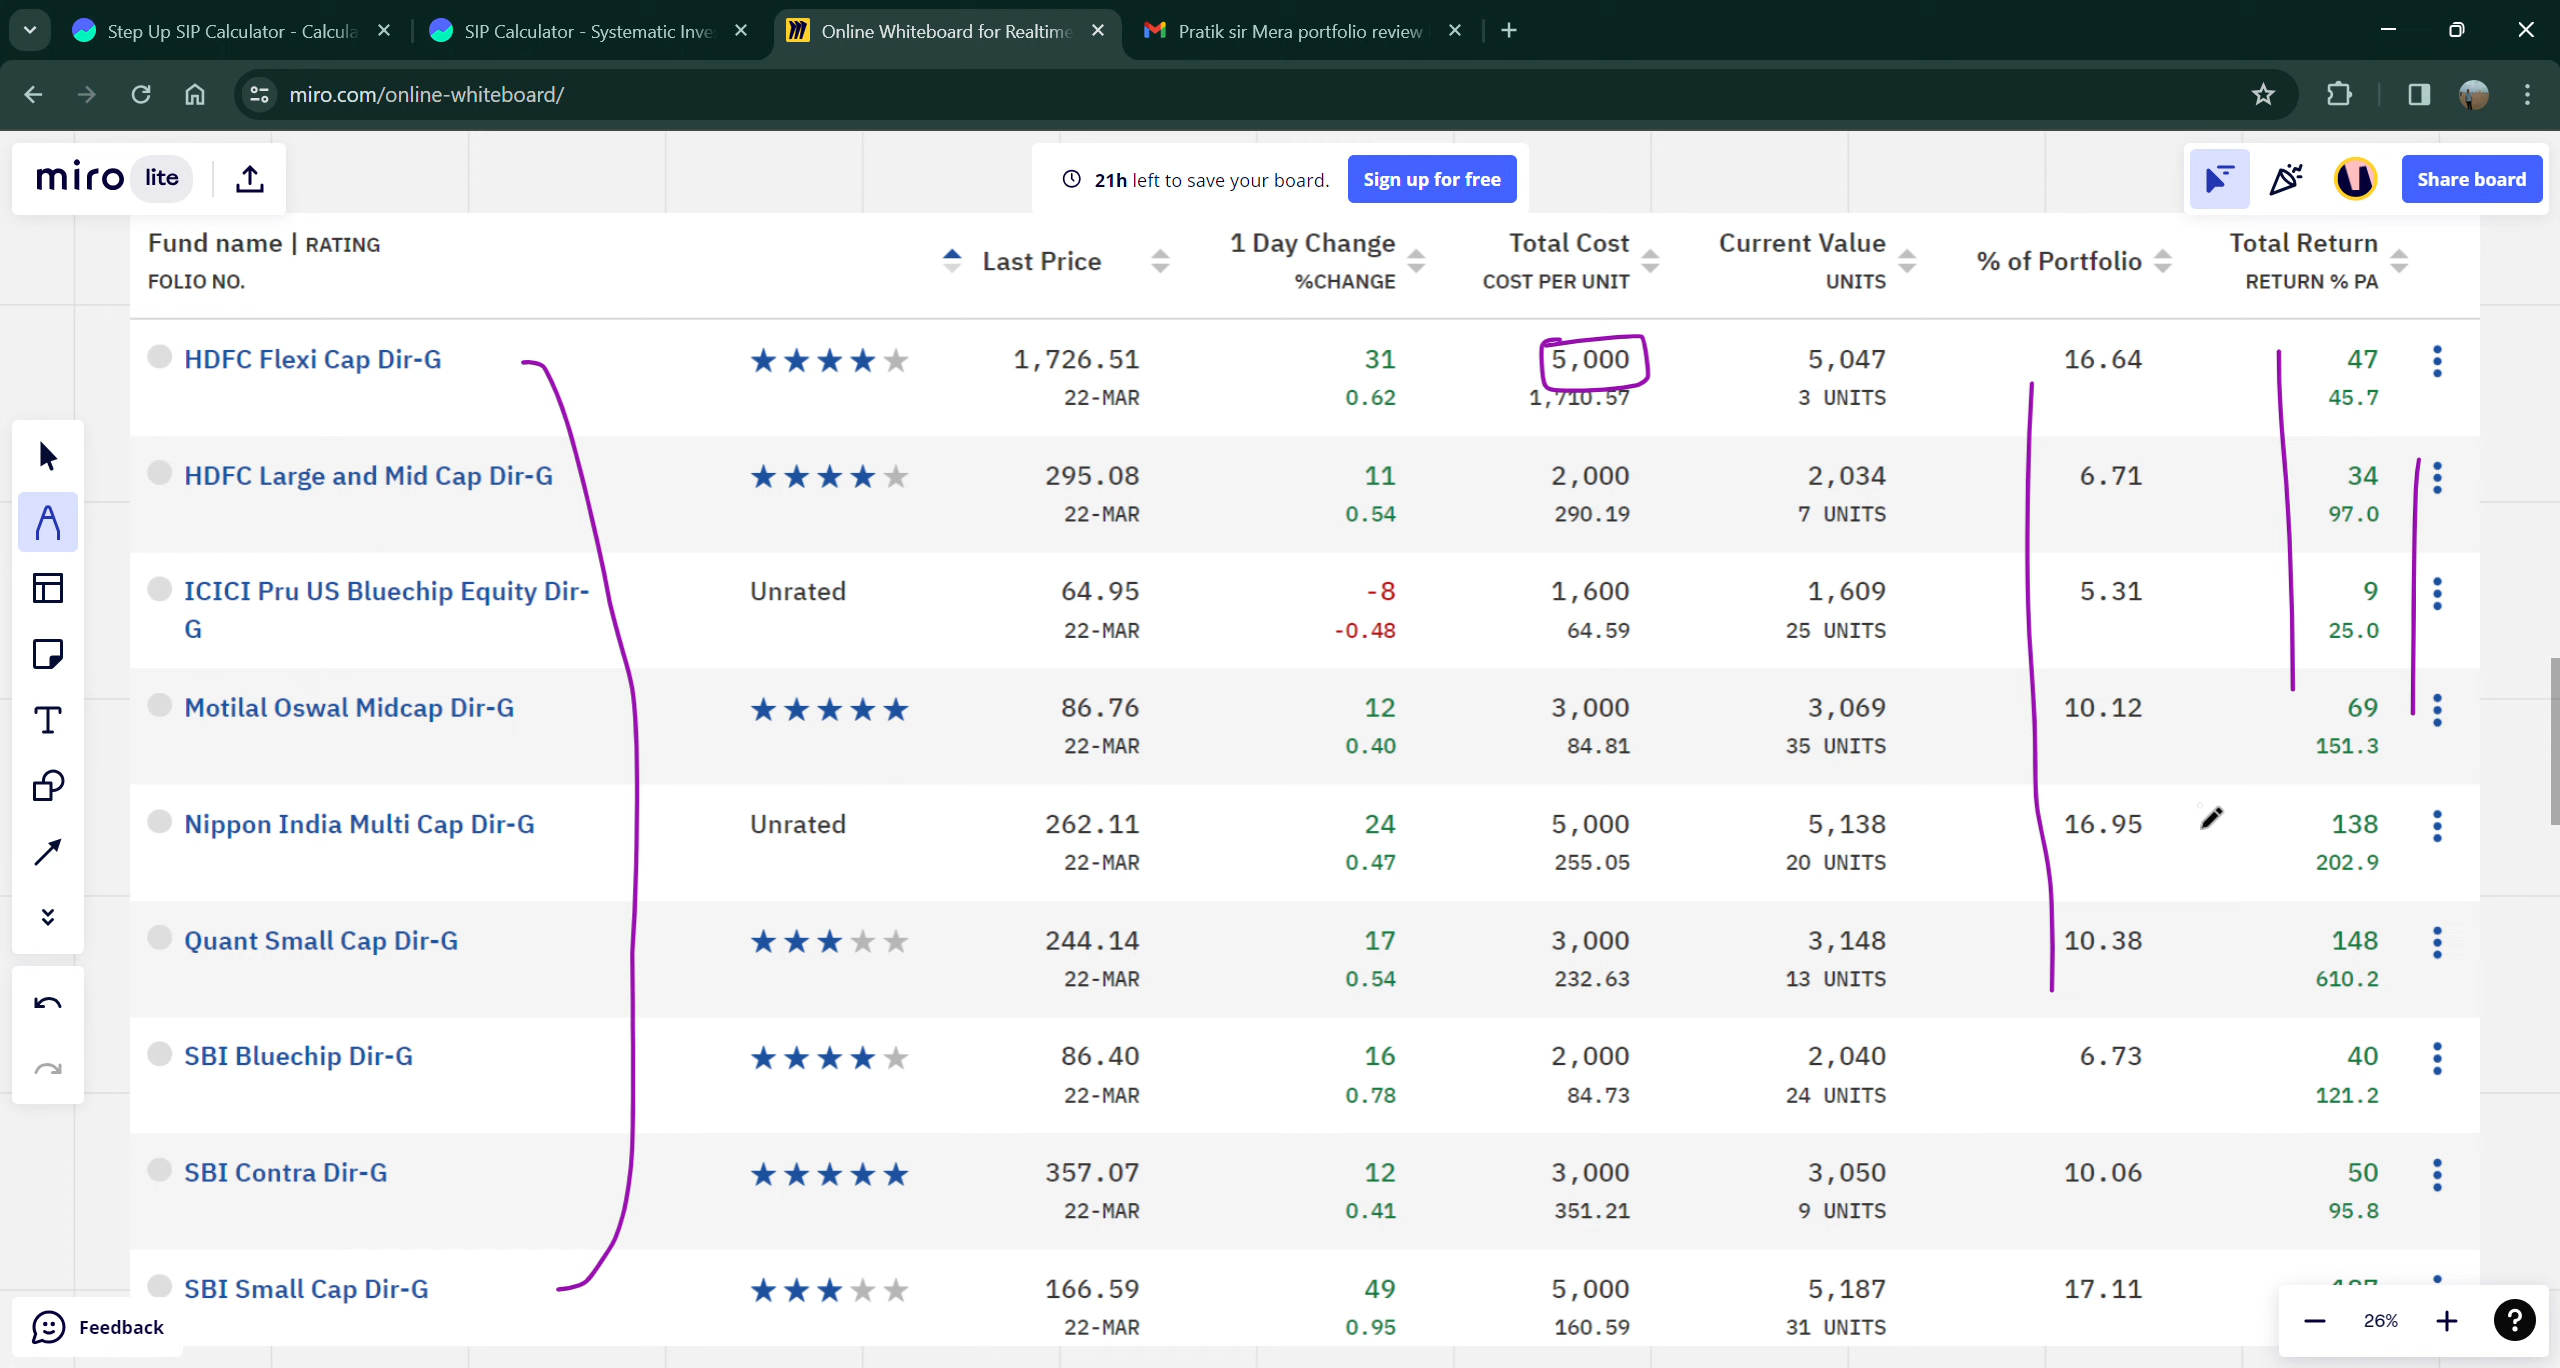 Step Up SIP Calculator - Calcula
SIP Calculator - Systematic Inve
Online Whiteboard for Realtime
Pratik sir Mera portfolio review
miro.com/online-whiteboard/
miro lite
21h left to save your board.
Sign up for free
Share board
Fund name | RATING
FOLIO NO.
Last Price
1 Day Change
%CHANGE
Total Cost
COST PER UNIT
Current Value
UNITS
% of Portfolio
Total Return
RETURN % PA
HDFC Flexi Cap Dir-G 1,726.51 31 5,000 5,047 16.64 47
22-MAR 0.62 1,710.57 3 UNITS 45.7
HDFC Large and Mid Cap Dir-G 295.08 11 2,000 2,034 6.71 34
22-MAR 0.54 290.19 7 UNITS 97.0
ICICI Pru US Bluechip Equity Dir- Unrated 64.95 -8 1,600 1,609 5.31 9
G 22-MAR -0.48 64.59 25 UNITS 25.0
Motilal Oswal Midcap Dir-G 86.76 12 3,000 3,069 10.12 69
22-MAR 0.40 84.81 35 UNITS 151.3
Nippon India Multi Cap Dir-G Unrated 262.11 24 5,000 5,138 16.95 138
22-MAR 0.47 255.05 20 UNITS 202.9
Quant Small Cap Dir-G 244.14 17 3,000 3,148 10.38 148
22-MAR 0.54 232.63 13 UNITS 610.2
SBI Bluechip Dir-G 86.40 16 2,000 2,040 6.73 40
22-MAR 0.78 84.73 24 UNITS 121.2
SBI Contra Dir-G 357.07 12 3,000 3,050 10.06 50
22-MAR 0.41 351.21 9 UNITS 95.8
SBI Small Cap Dir-G 166.59 49 5,000 5,187 17.11
22-MAR 0.95 160.59 31 UNITS
Feedback
26%